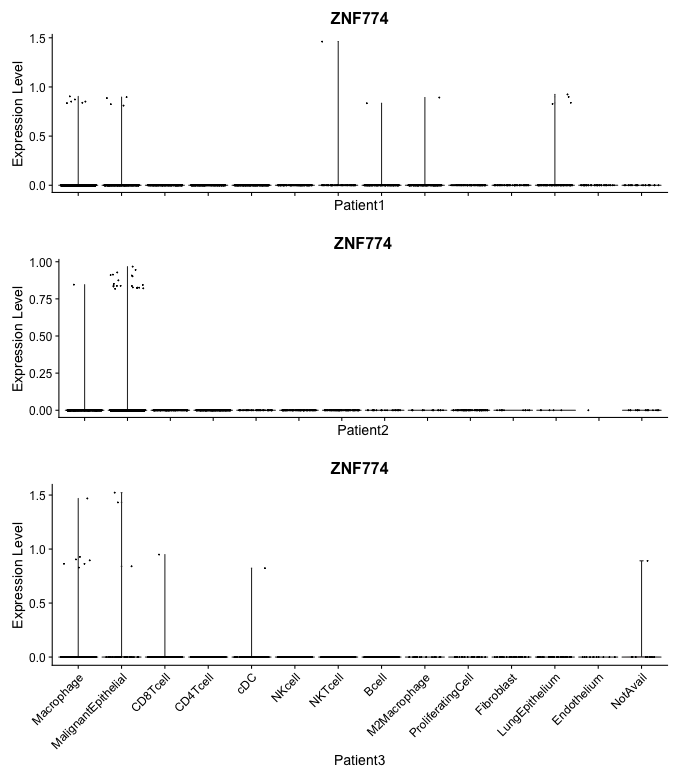 ZNF774
Expression Level
1.5
1.0
0.5
0.0
Patient1
ZNF774
Expression Level
1.00
0.75
0.50
0.25
0.00
Patient2
ZNF774
Expression Level
1.5
1.0
0.5
0.0
Macrophage
MalignantEpithelial
CD8Tcell
CD4Tcell
cDC
NKcell
NKTcell
Bcell
M2Macrophage
ProliferatingCell
Fibroblast
LungEpithelium
Endothelium
NotAvail
Patient3